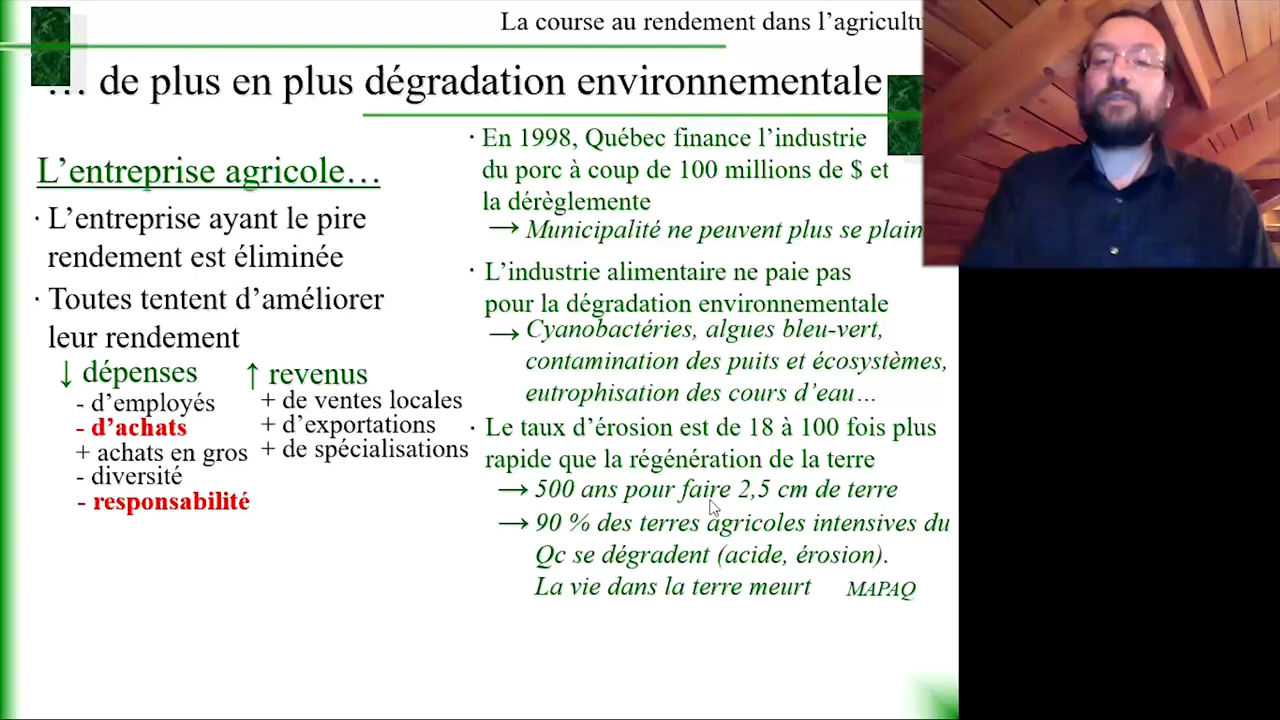 La course au rendement dans l'agricultu
… de plus en plus dégradation environnementale
L'entreprise agricole…
· L'entreprise ayant le pire
rendement est éliminée
· Toutes tentent d'améliorer
leur rendement
↓ dépenses
- d'employés
- d'achats
+ achats en gros
- diversité
- responsabilité
↑ revenus
+ de ventes locales
+ d'exportations
+ de spécialisations
· En 1998, Québec finance l'industrie
du porc à coup de 100 millions de $ et
la dérèglemente
→ Municipalité ne peuvent plus se plain
· L'industrie alimentaire ne paie pas
pour la dégradation environnementale
→ Cyanobactéries, algues bleu-vert,
contamination des puits et écosystèmes,
eutrophisation des cours d'eau…
· Le taux d'érosion est de 18 à 100 fois plus
rapide que la régénération de la terre
→ 500 ans pour faire 2,5 cm de terre
→ 90 % des terres agricoles intensives du
Qc se dégradent (acide, érosion).
La vie dans la terre meurt MAPAQ